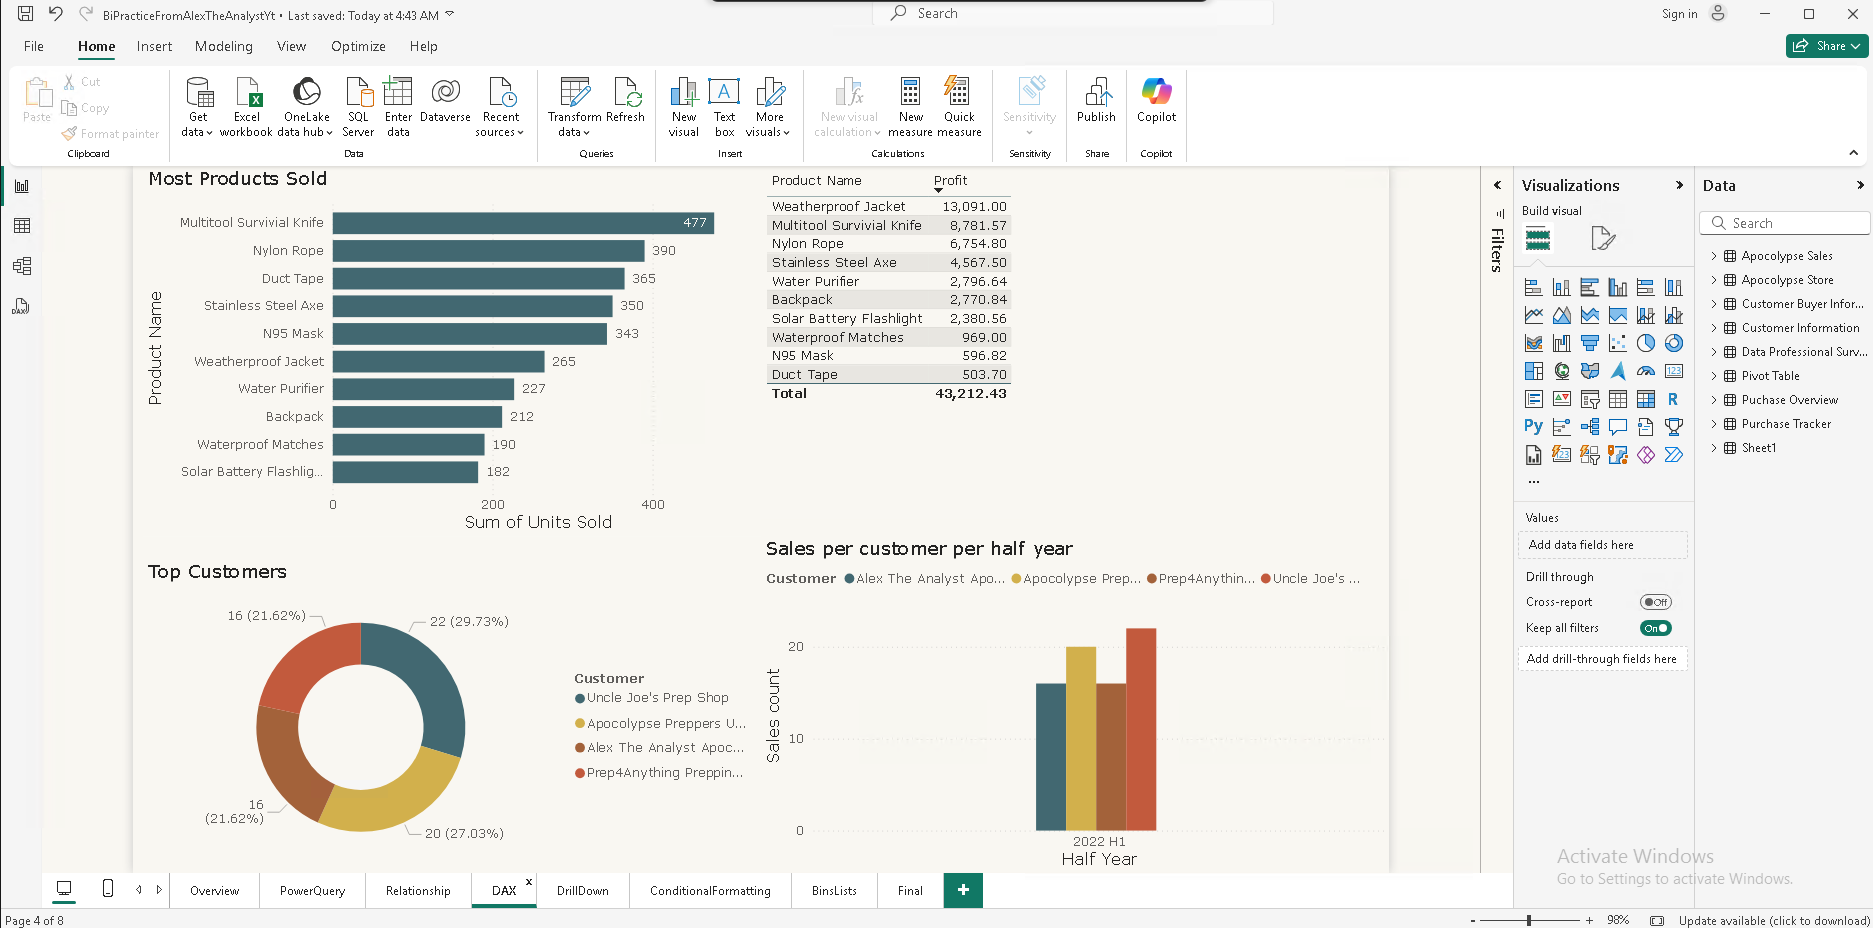 BiPracticeFromAlexTheAnalystYt • Last saved: Today at 4:43 AM
Search
Sign in
File Home Insert Modeling View Optimize Help
Share
Paste
Cut
Copy
Format painter
Clipboard
Get data
Excel workbook
OneLake data hub
SQL Server
Enter data
Dataverse
Recent sources
Data
Transform data
Refresh
Queries
New visual
Text box
More visuals
Insert
New visual calculation
New measure
Quick measure
Calculations
Sensitivity
Sensitivity
Publish
Share
Copilot
Copilot
Most Products Sold
Product Name
Multitool Survivial Knife 477
Nylon Rope 390
Duct Tape 365
Stainless Steel Axe 350
N95 Mask 343
Weatherproof Jacket 265
Water Purifier 227
Backpack 212
Waterproof Matches 190
Solar Battery Flashlig... 182
0 200 400
Sum of Units Sold
Product Name Profit
Weatherproof Jacket 13,091.00
Multitool Survivial Knife 8,781.57
Nylon Rope 6,754.80
Stainless Steel Axe 4,567.50
Water Purifier 2,796.64
Backpack 2,770.84
Solar Battery Flashlight 2,380.56
Waterproof Matches 969.00
N95 Mask 596.82
Duct Tape 503.70
Total 43,212.43
Top Customers
16 (21.62%)
22 (29.73%)
16
(21.62%)
20 (27.03%)
Customer
Uncle Joe's Prep Shop
Apocolypse Preppers U...
Alex The Analyst Apoc...
Prep4Anything Preppin...
Sales per customer per half year
Customer Alex The Analyst Apo... Apocolypse Prep... Prep4Anythin... Uncle Joe's ...
Sales count
20
10
0
2022 H1
Half Year
Filters
Visualizations
Build visual
123
R
Py
123
...
Values
Add data fields here
Drill through
Cross-report Off
Keep all filters On
Add drill-through fields here
Data
Search
Apocolypse Sales
Apocolypse Store
Customer Buyer Infor...
Customer Information
Data Professional Surv...
Pivot Table
Puchase Overview
Purchase Tracker
Sheet1
Activate Windows
Go to Settings to activate Windows.
Overview PowerQuery Relationship DAX x DrillDown ConditionalFormatting BinsLists Final +
Page 4 of 8
- + 98% Update available (click to download)